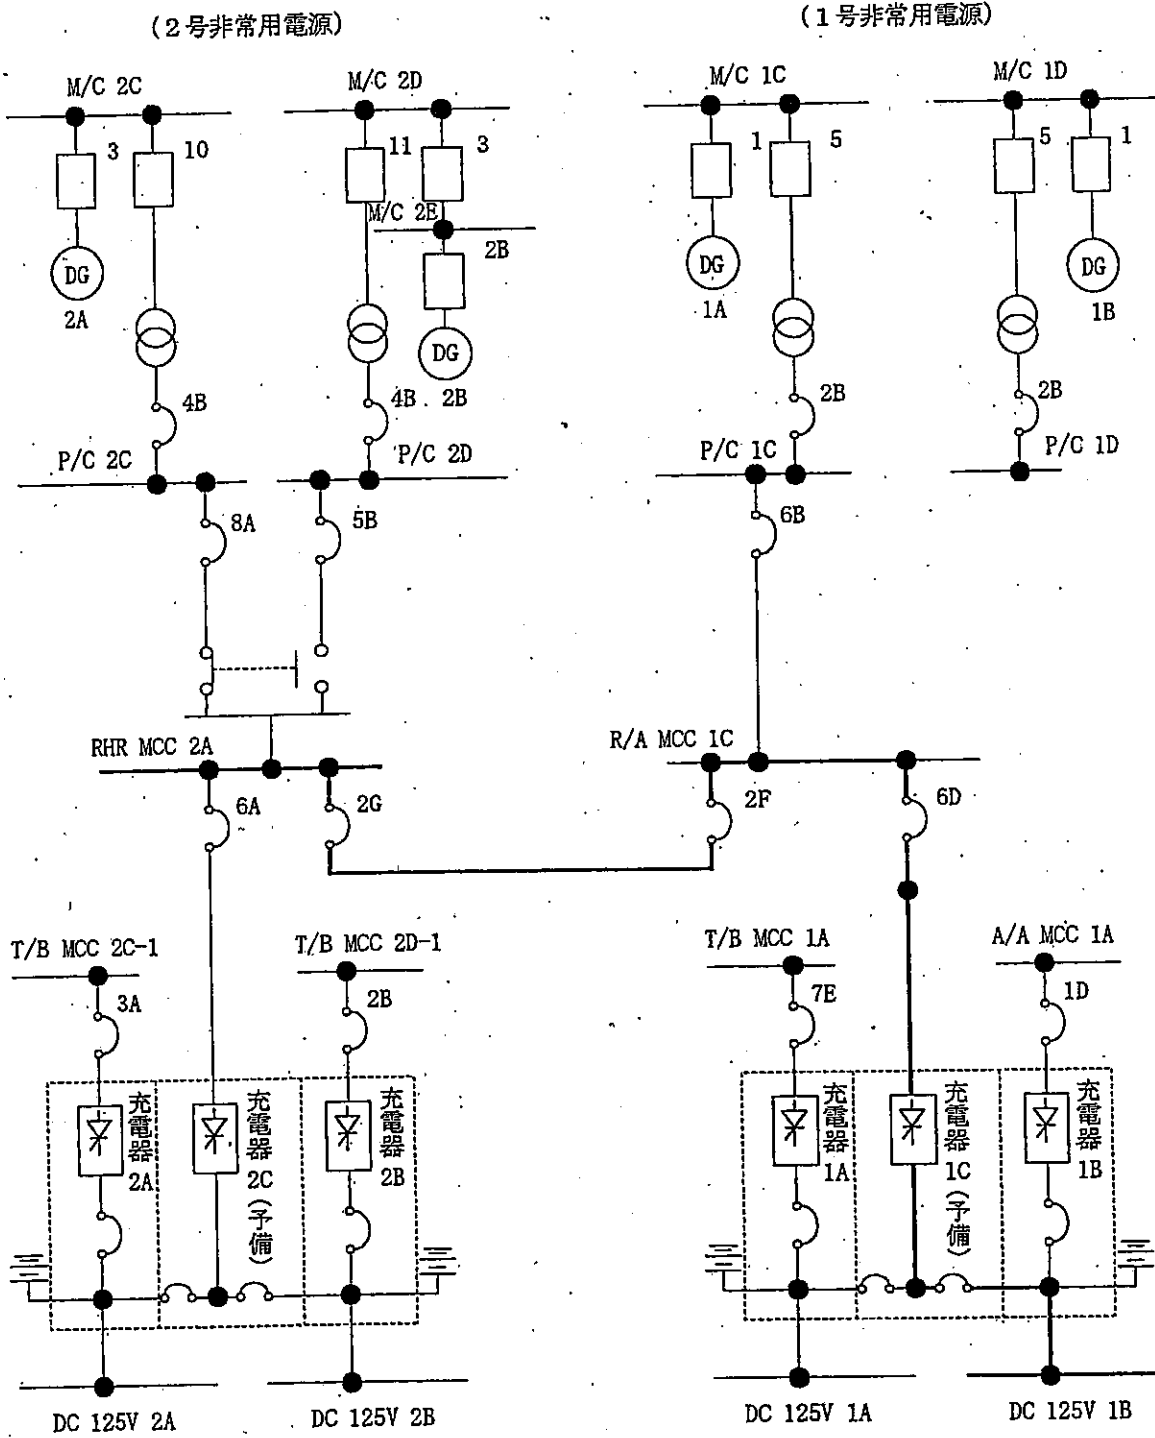 (2号非常用電源)
(1号非常用電源)
M/C 2C
M/C 2D
M/C 1C
M/C 1D
3
10
11
3
1
5
5
1
M/C 2E
2B
DG
2A
DG
2B
DG
1A
DG
1B
4B
4B
2B
2B
P/C 2C
P/C 2D
P/C 1C
P/C 1D
8A
5B
6B
RHR MCC 2A
R/A MCC 1C
6A
2G
2F
6D
T/B MCC 2C-1
T/B MCC 2D-1
T/B MCC 1A
A/A MCC 1A
3A
2B
7E
1D
充電器2A
充電器2C(予備)
充電器2B
充電器1A
充電器1C(予備)
充電器1B
DC 125V 2A
DC 125V 2B
DC 125V 1A
DC 125V 1B